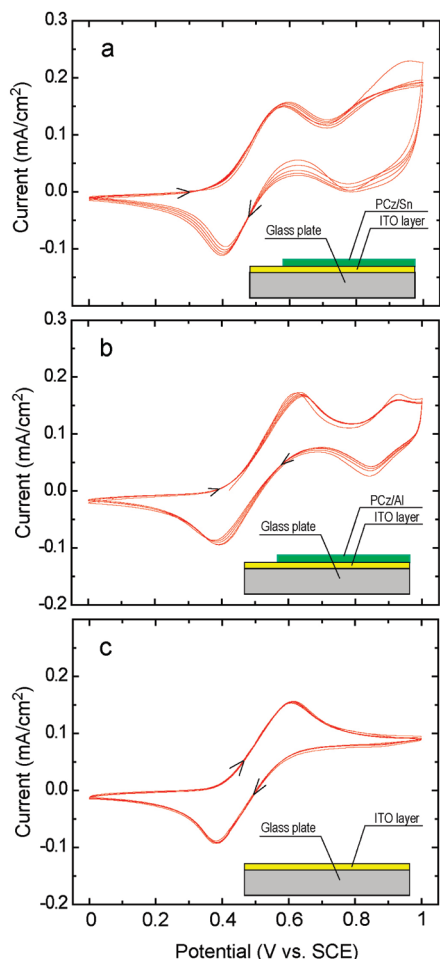 a
0.3
0.2
0.1
0.0
-0.1
Current (mA/cm²)
PCz/Sn
Glass plate
ITO layer
b
0.3
0.2
0.1
0.0
-0.1
-0.2
Current (mA/cm²)
PCz/Al
Glass plate
ITO layer
c
0.2
0.1
0.0
-0.1
-0.2
Current (mA/cm²)
Glass plate
ITO layer
0 0.2 0.4 0.6 0.8 1
Potential (V vs. SCE)